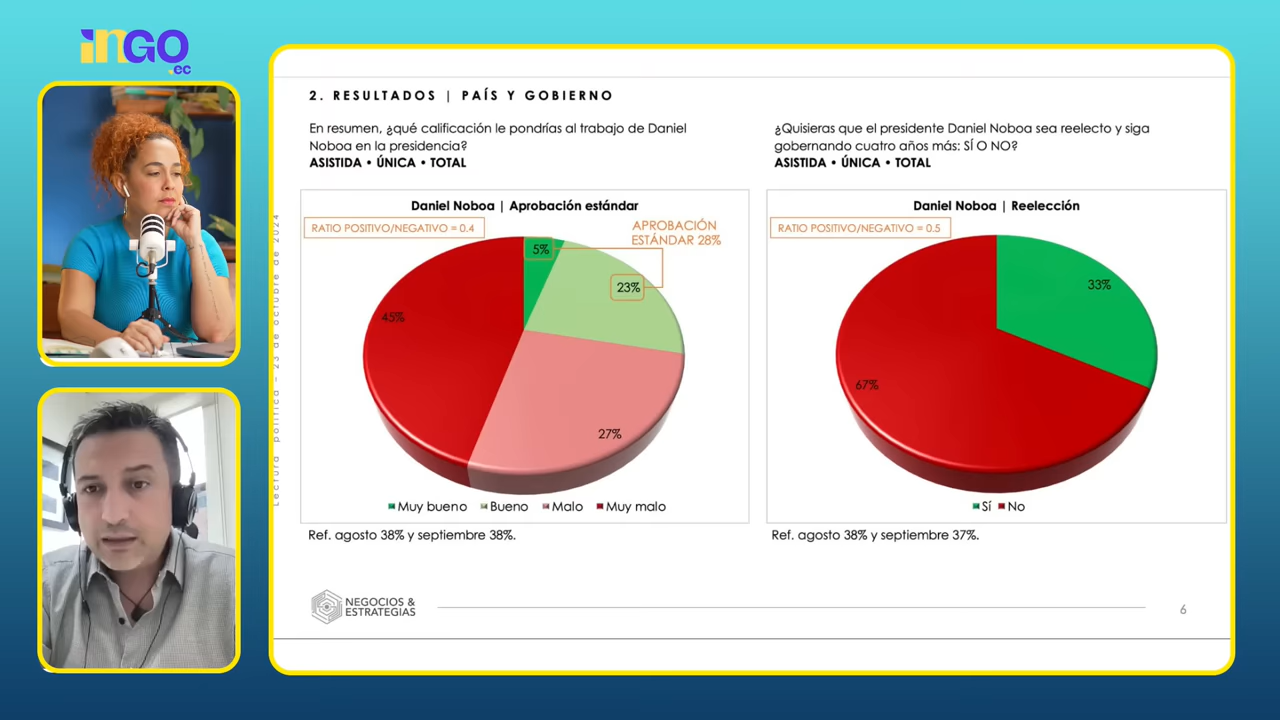 inGO
.ec
2. RESULTADOS | PAÍS Y GOBIERNO
En resumen, ¿qué calificación le pondrías al trabajo de Daniel
Noboa en la presidencia?
ASISTIDA • ÚNICA • TOTAL
Daniel Noboa | Aprobación estándar
RATIO POSITIVO/NEGATIVO = 0.4
APROBACIÓN
ESTÁNDAR 28%
5%
23%
45%
27%
Muy bueno Bueno Malo Muy malo
Ref. agosto 38% y septiembre 38%.
¿Quisieras que el presidente Daniel Noboa sea reelecto y siga
gobernando cuatro años más: SÍ O NO?
ASISTIDA • ÚNICA • TOTAL
Daniel Noboa | Reelección
RATIO POSITIVO/NEGATIVO = 0.5
33%
67%
Sí No
Ref. agosto 38% y septiembre 37%.
Lectura política – 23 de octubre de 2024
NEGOCIOS &
ESTRATEGIAS
6